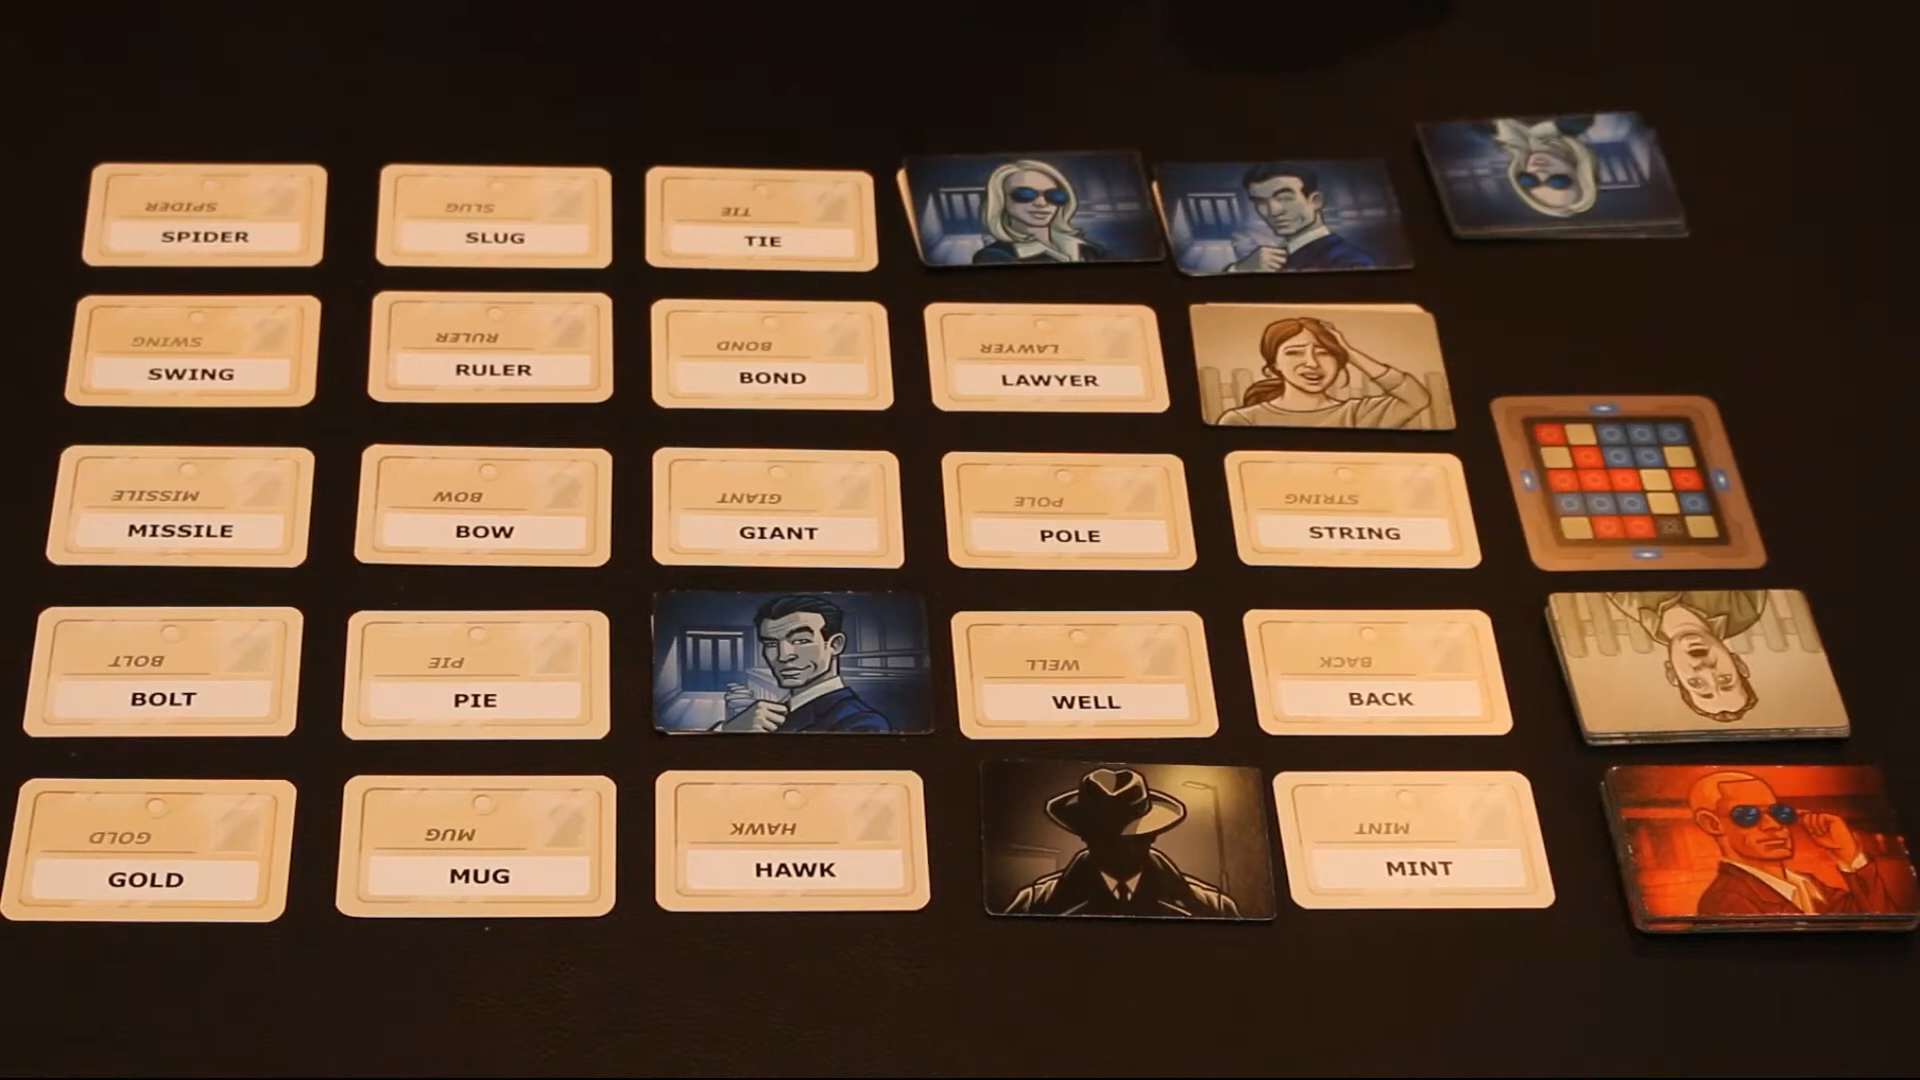 SPIDER
SPIDER
SLUG
SLUG
TIE
TIE
SWING
SWING
RULER
RULER
BOND
BOND
LAWYER
LAWYER
MISSILE
MISSILE
BOW
BOW
GIANT
GIANT
POLE
POLE
STRING
STRING
BOLT
BOLT
PIE
PIE
WELL
WELL
BACK
BACK
GOLD
GOLD
MUG
MUG
HAWK
HAWK
MINT
MINT